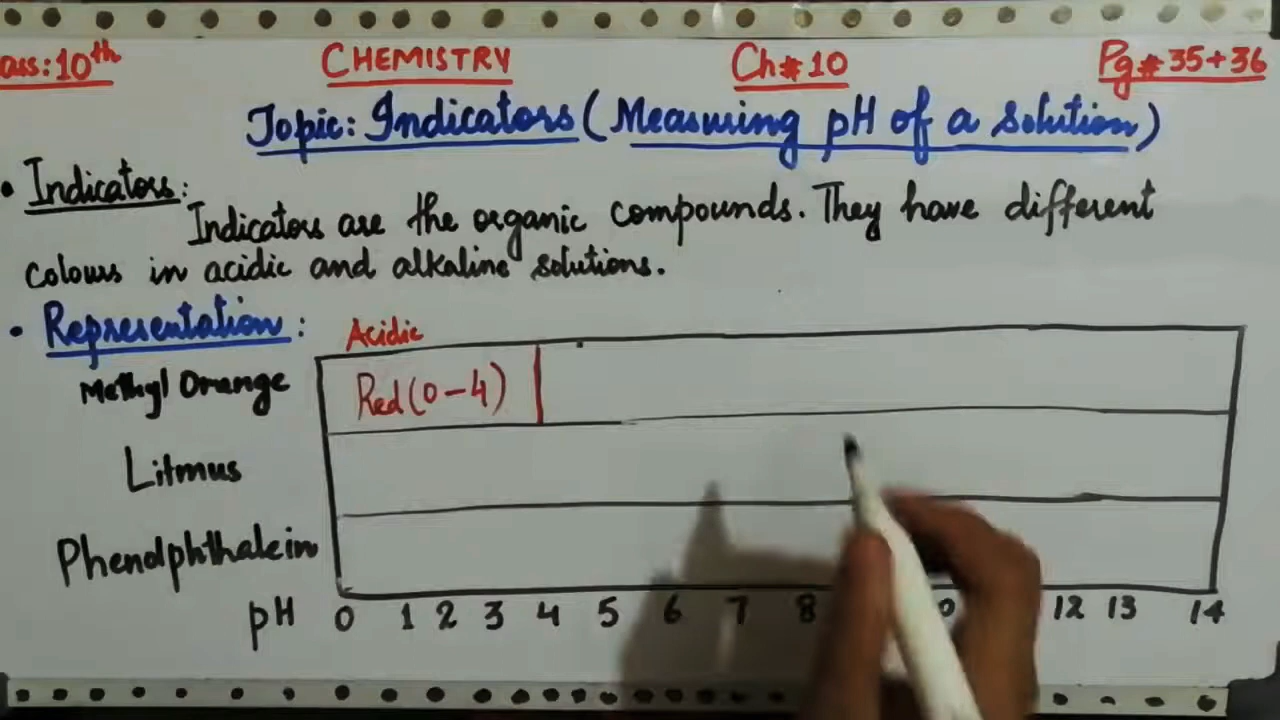 ass:10th CHEMISTRY Ch#10 Pg#35+36
Topic: Indicators (Measuring pH of a solution)
• Indicators:
Indicators are the organic compounds. They have different
colours in acidic and alkaline solutions.
• Representation:
Acidic
Methyl Orange Red (0-4)
Litmus
Phenolphthalein
pH 0 1 2 3 4 5 6 7 8 0 12 13 14